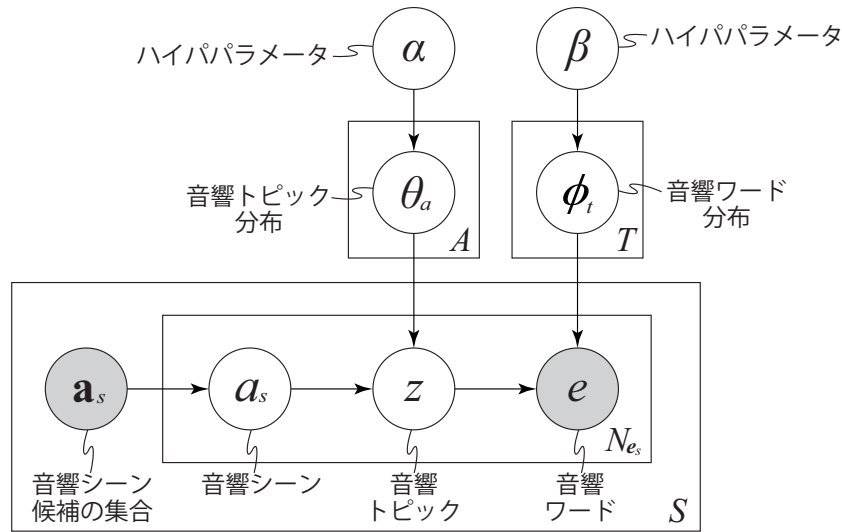 ハイパパラメータ
α
β
ハイパパラメータ
音響トピック
分布
θa
A
ϕt
T
音響ワード
分布
as
as
z
e
Nes
音響シーン
候補の集合
音響シーン
音響
トピック
音響
ワード
S